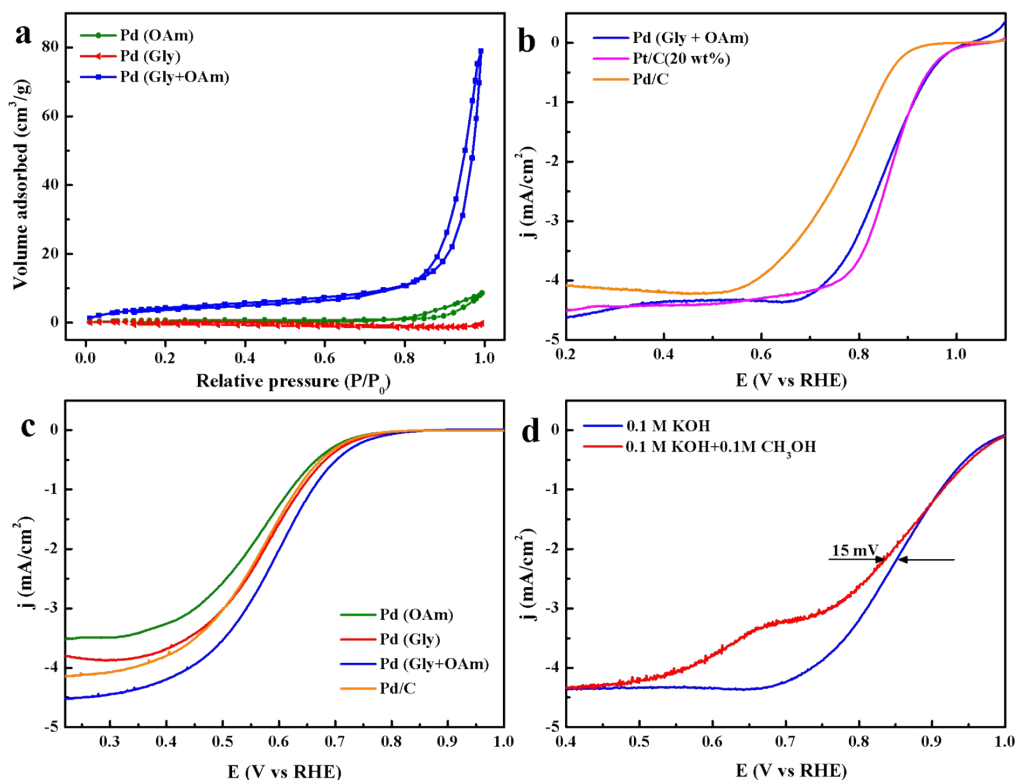 a
Pd (OAm)
Pd (Gly)
Pd (Gly+OAm)
80
60
40
20
0
Volume adsorbed (cm³/g)
0.0 0.2 0.4 0.6 0.8 1.0
Relative pressure (P/P₀)
b
Pd (Gly + OAm)
Pt/C(20 wt%)
Pd/C
0
-1
-2
-3
-4
-5
j (mA/cm²)
0.2 0.4 0.6 0.8 1.0
E (V vs RHE)
c
0
-1
-2
-3
-4
-5
j (mA/cm²)
Pd (OAm)
Pd (Gly)
Pd (Gly+OAm)
Pd/C
0.3 0.4 0.5 0.6 0.7 0.8 0.9 1.0
E (V vs RHE)
d
0.1 M KOH
0.1 M KOH+0.1M CH₃OH
0
-1
-2
-3
-4
-5
j (mA/cm²)
15 mV
0.4 0.5 0.6 0.7 0.8 0.9 1.0
E (V vs RHE)